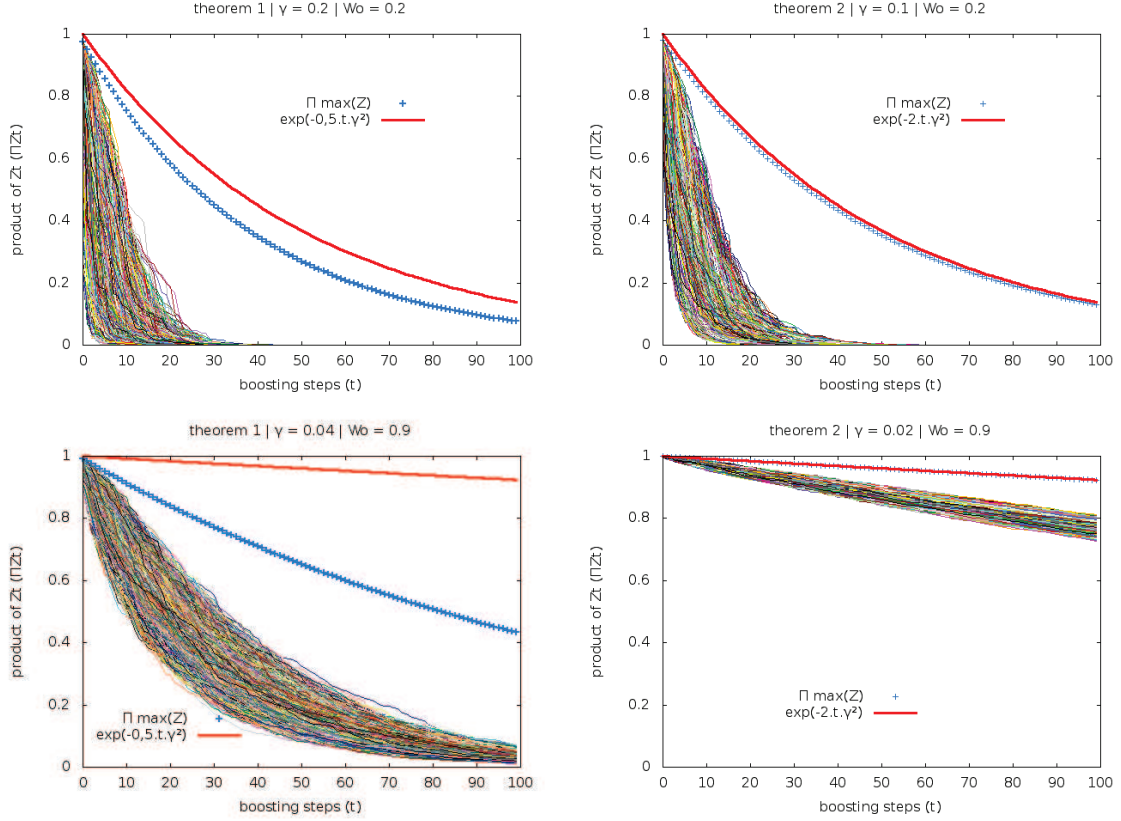 theorem 1 | γ = 0.2 | Wo = 0.2
product of Zt (ΠZt)
1
0.8
0.6
0.4
0.2
0
Π max(Z)
exp(-0,5.t.γ²)
0 10 20 30 40 50 60 70 80 90 100
boosting steps (t)
theorem 2 | γ = 0.1 | Wo = 0.2
product of Zt (ΠZt)
1
0.8
0.6
0.4
0.2
0
Π max(Z)
exp(-2.t.γ²)
0 10 20 30 40 50 60 70 80 90 100
boosting steps (t)
theorem 1 | γ = 0.04 | Wo = 0.9
product of Zt (ΠZt)
1
0.8
0.6
0.4
0.2
0
Π max(Z)
exp(-0,5.t.γ²)
0 10 20 30 40 50 60 70 80 90 100
boosting steps (t)
theorem 2 | γ = 0.02 | Wo = 0.9
product of Zt (ΠZt)
1
0.8
0.6
0.4
0.2
0
Π max(Z)
exp(-2.t.γ²)
0 10 20 30 40 50 60 70 80 90 100
boosting steps (t)